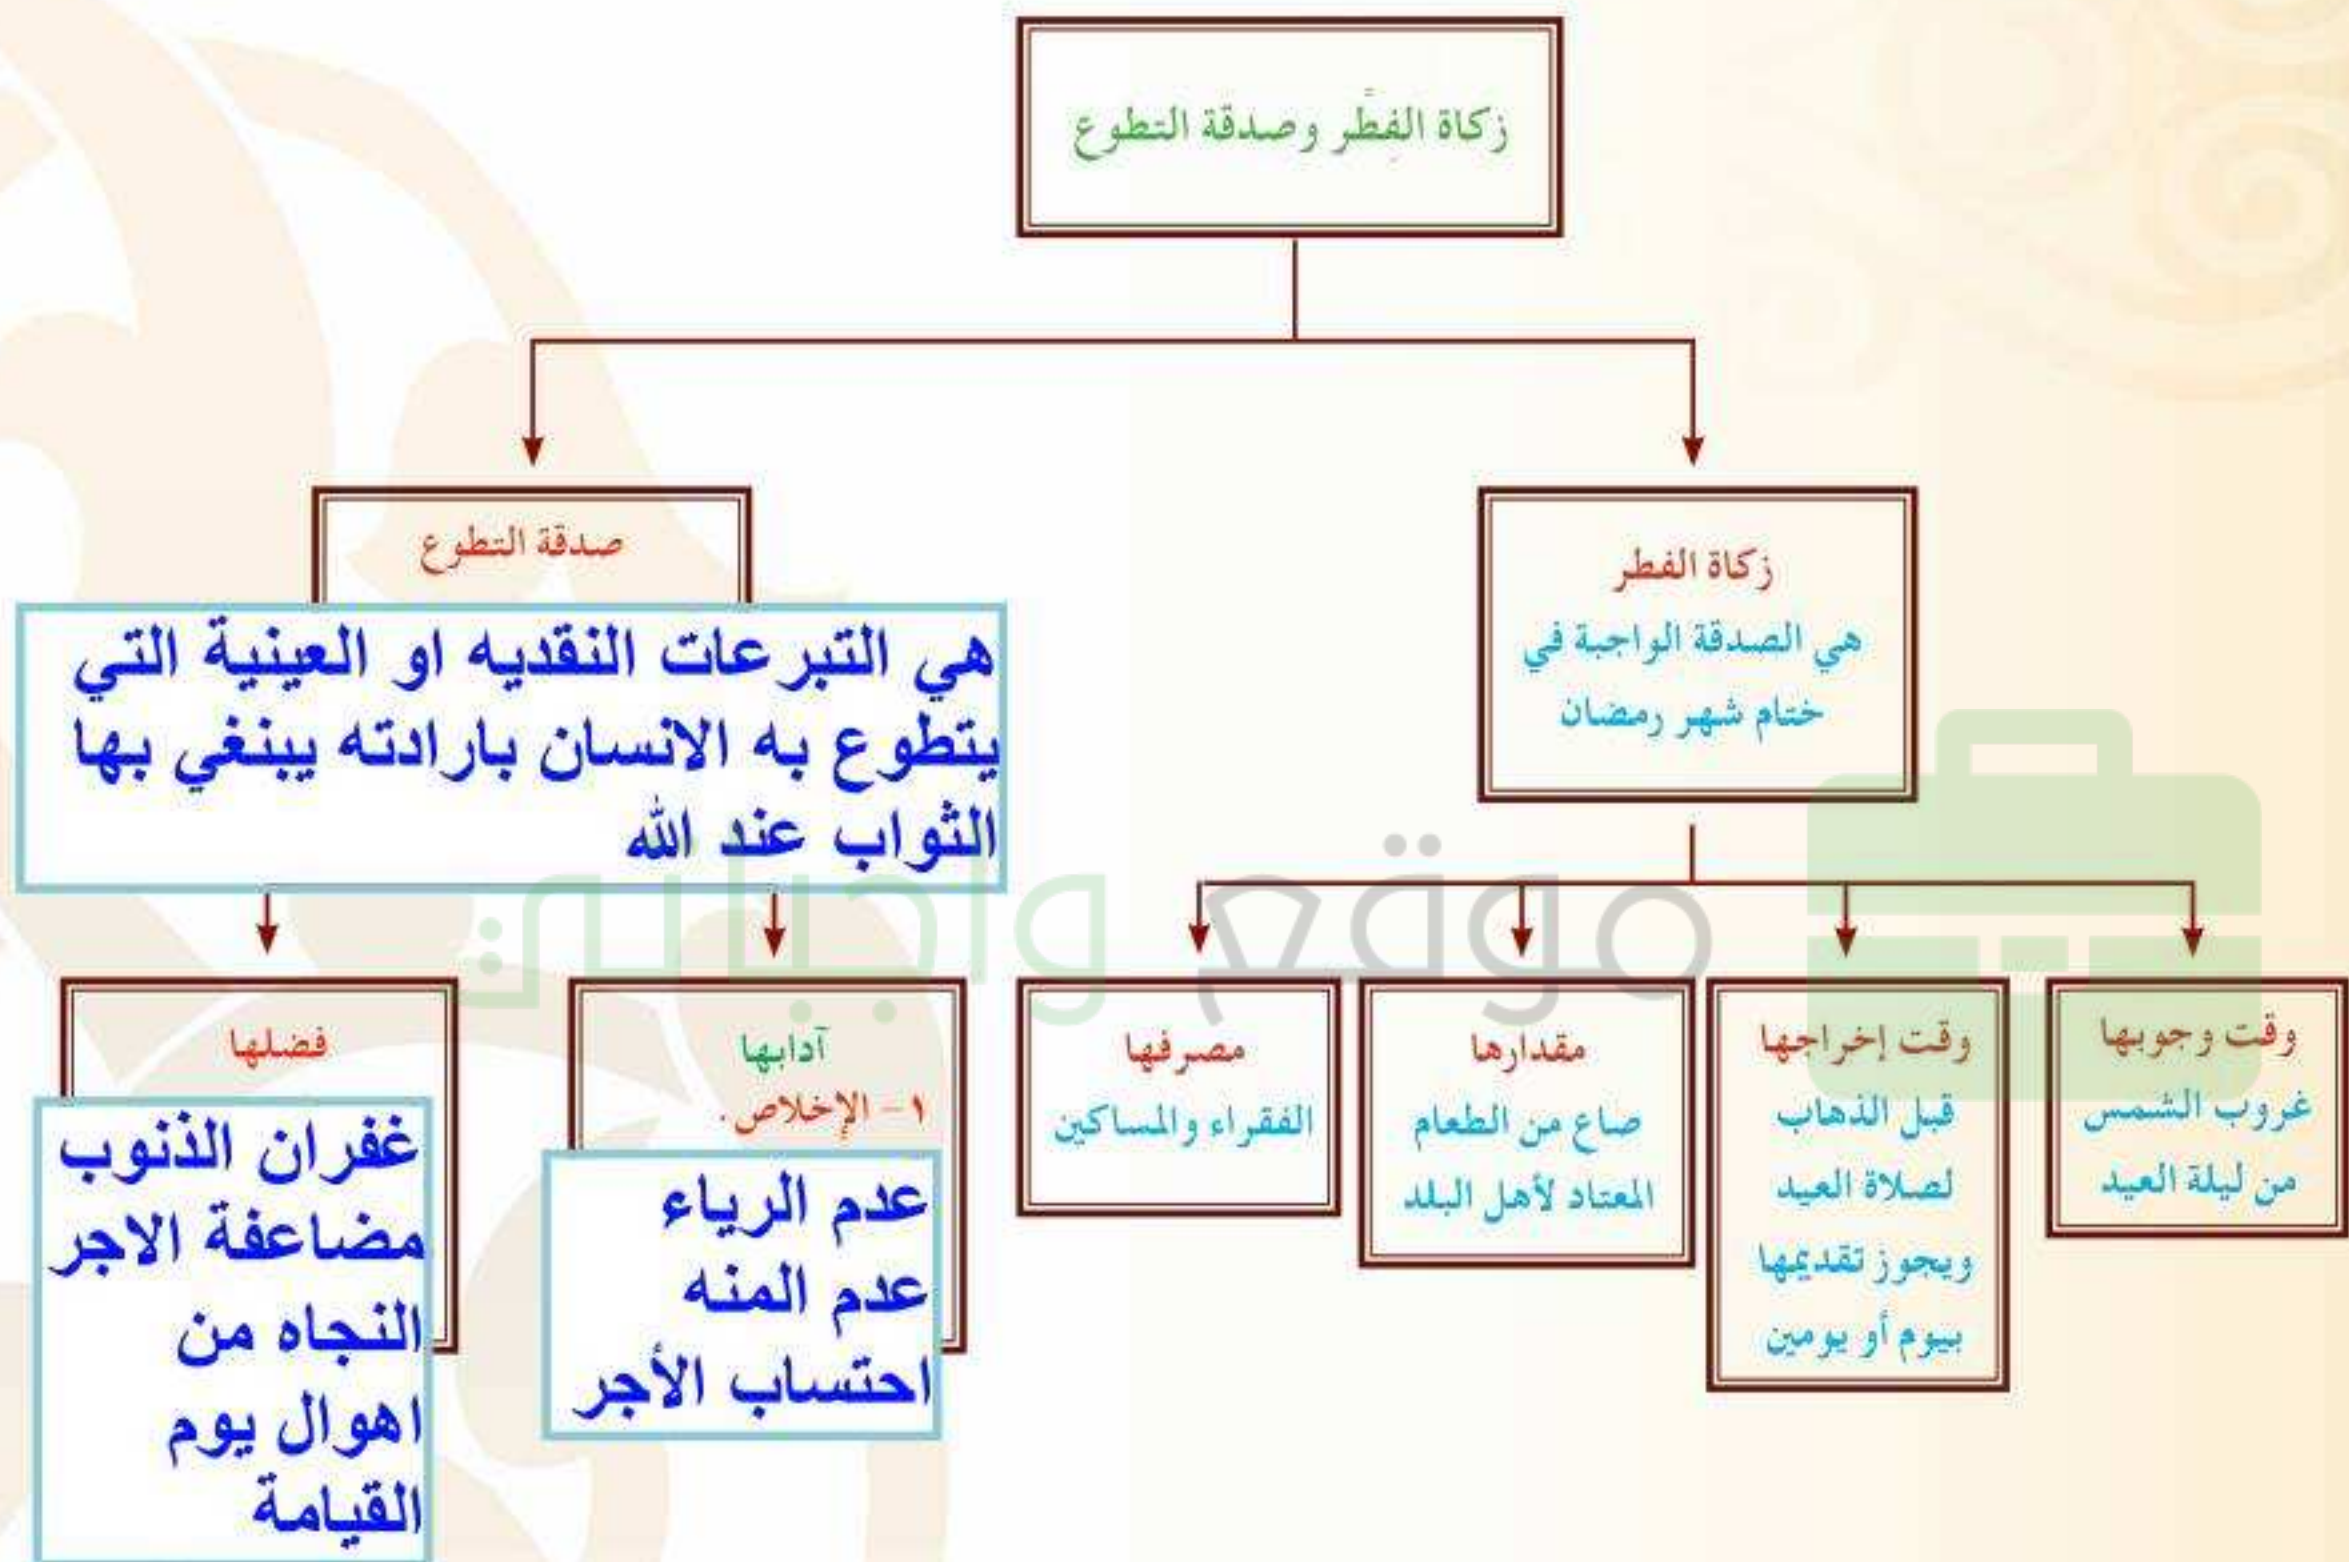 زكاة الفِطْر وصدقة التطوع
زكاة الفطر
هي الصدقة الواجبة في
ختام شهر رمضان
صدقة التطوع
هي التبرعات النقديه او العينية التي
يتطوع به الانسان بارادته يبنغي بها
الثواب عند الله
موقع واجباتي
وقت وجوبها
غروب الشمس
من ليلة العيد
وقت إخراجها
قبل الذهاب
لصلاة العيد
ويجوز تقديمها
بيوم أو يومين
مقدارها
صاع من الطعام
المعتاد لأهل البلد
مصرفها
الفقراء والمساكين
آدابها
١ - الإخلاص .
عدم الرياء
عدم المنه
احتساب الأجر
فضلها
غفران الذنوب
مضاعفة الاجر
النجاه من
اهوال يوم
القيامة